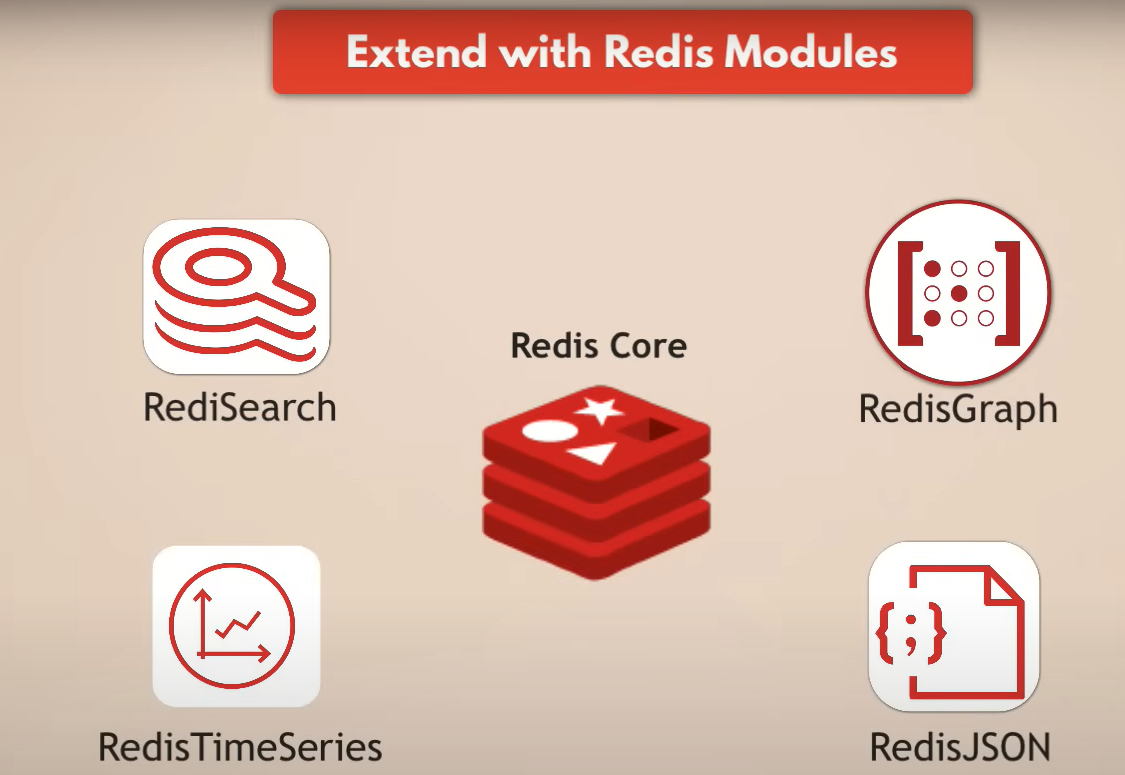 Extend with Redis Modules
RediSearch
Redis Core
RedisGraph
RedisTimeSeries
RedisJSON